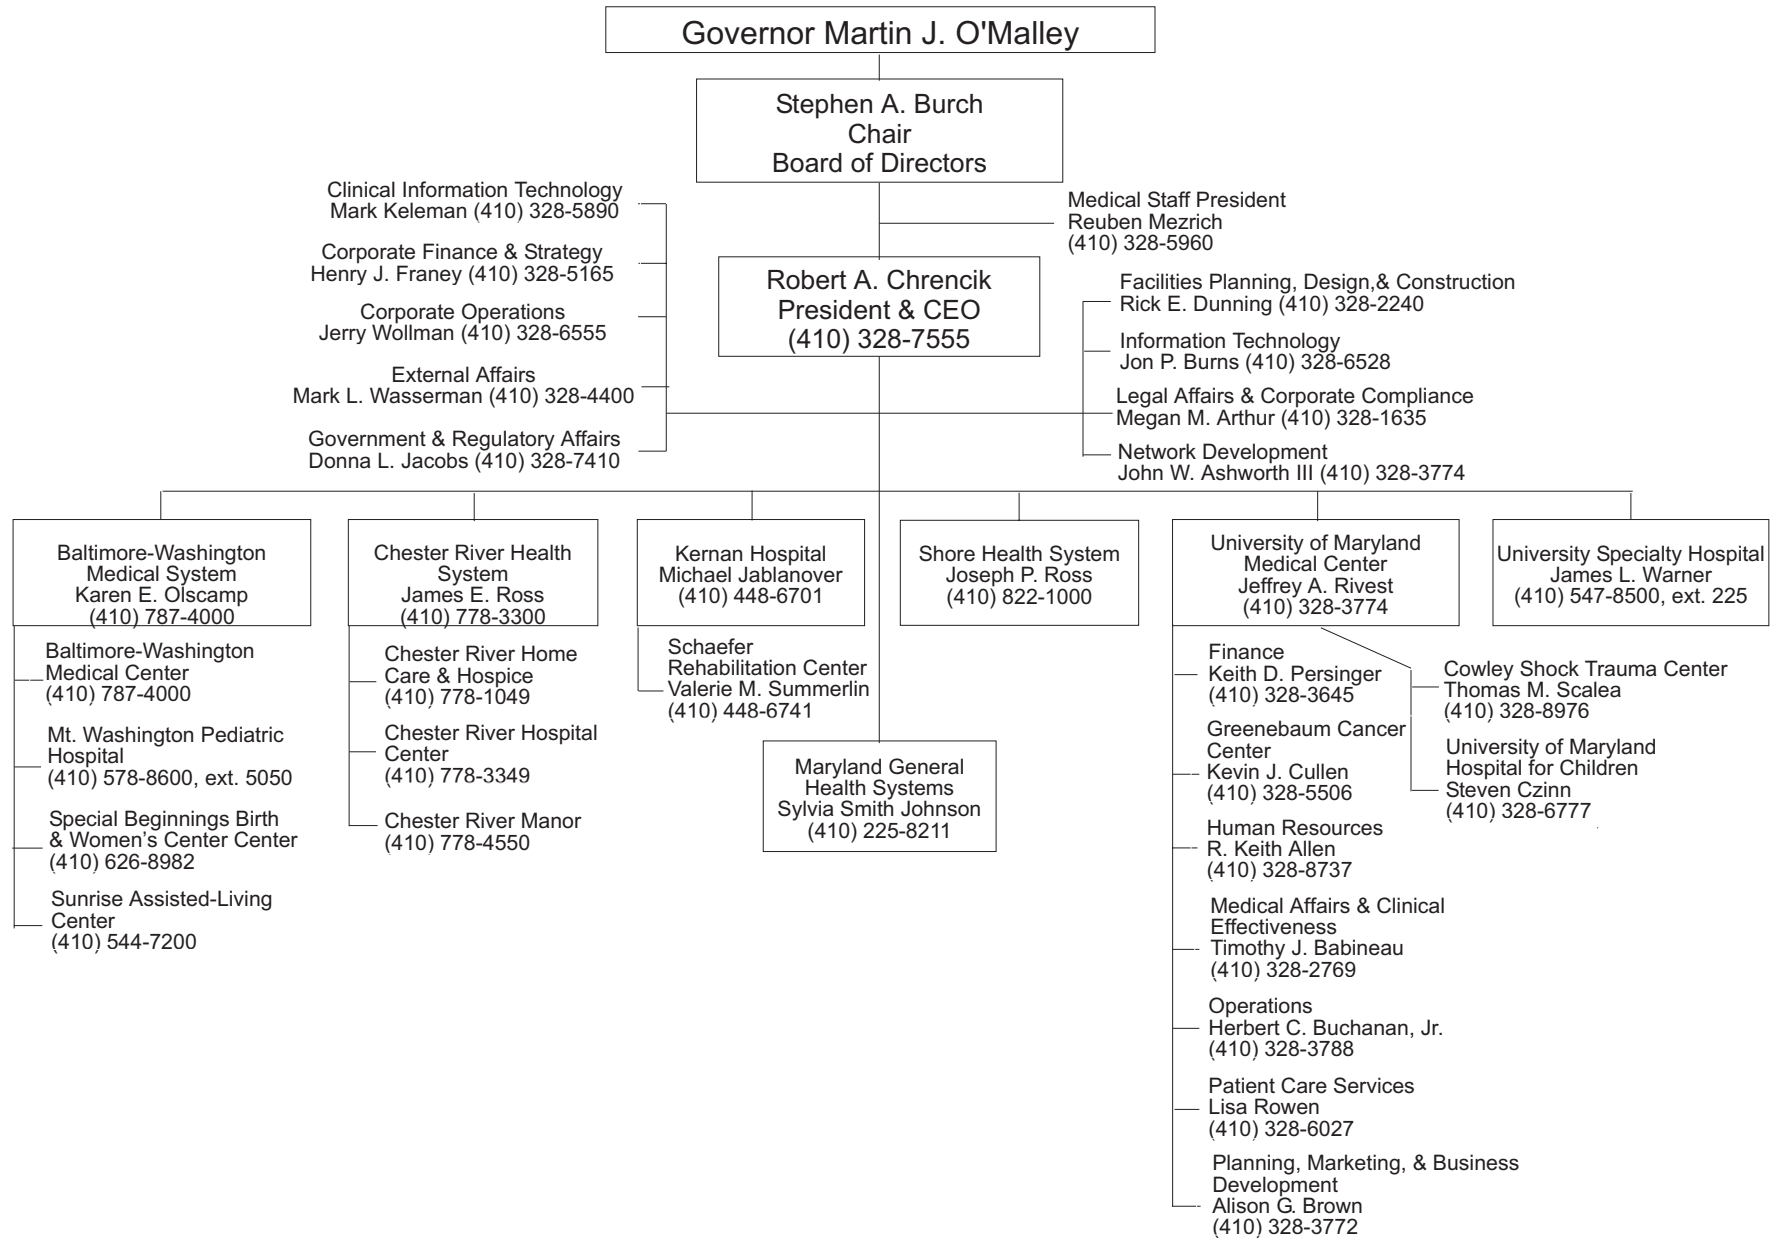 Governor Martin J. O'Malley
Stephen A. Burch
Chair
Board of Directors
Clinical Information Technology
Mark Keleman (410) 328-5890
Corporate Finance & Strategy
Henry J. Franey (410) 328-5165
Corporate Operations
Jerry Wollman (410) 328-6555
External Affairs
Mark L. Wasserman (410) 328-4400
Government & Regulatory Affairs
Donna L. Jacobs (410) 328-7410
Medical Staff President
Reuben Mezrich
(410) 328-5960
Robert A. Chrencik
President & CEO
(410) 328-7555
Facilities Planning, Design,& Construction
Rick E. Dunning (410) 328-2240
Information Technology
Jon P. Burns (410) 328-6528
Legal Affairs & Corporate Compliance
Megan M. Arthur (410) 328-1635
Network Development
John W. Ashworth III (410) 328-3774
Baltimore-Washington
Medical System
Karen E. Olscamp
(410) 787-4000
Baltimore-Washington
Medical Center
(410) 787-4000
Mt. Washington Pediatric
Hospital
(410) 578-8600, ext. 5050
Special Beginnings Birth
& Women's Center Center
(410) 626-8982
Sunrise Assisted-Living
Center
(410) 544-7200
Chester River Health
System
James E. Ross
(410) 778-3300
Chester River Home
Care & Hospice
(410) 778-1049
Chester River Hospital
Center
(410) 778-3349
Chester River Manor
(410) 778-4550
Kernan Hospital
Michael Jablanover
(410) 448-6701
Schaefer
Rehabilitation Center
Valerie M. Summerlin
(410) 448-6741
Maryland General
Health Systems
Sylvia Smith Johnson
(410) 225-8211
Shore Health System
Joseph P. Ross
(410) 822-1000
University of Maryland
Medical Center
Jeffrey A. Rivest
(410) 328-3774
Finance
Keith D. Persinger
(410) 328-3645
Greenebaum Cancer
Center
Kevin J. Cullen
(410) 328-5506
Human Resources
R. Keith Allen
(410) 328-8737
Medical Affairs & Clinical
Effectiveness
Timothy J. Babineau
(410) 328-2769
Operations
Herbert C. Buchanan, Jr.
(410) 328-3788
Patient Care Services
Lisa Rowen
(410) 328-6027
Planning, Marketing, & Business
Development
Alison G. Brown
(410) 328-3772
Cowley Shock Trauma Center
Thomas M. Scalea
(410) 328-8976
University of Maryland
Hospital for Children
Steven Czinn
(410) 328-6777
University Specialty Hospital
James L. Warner
(410) 547-8500, ext. 225